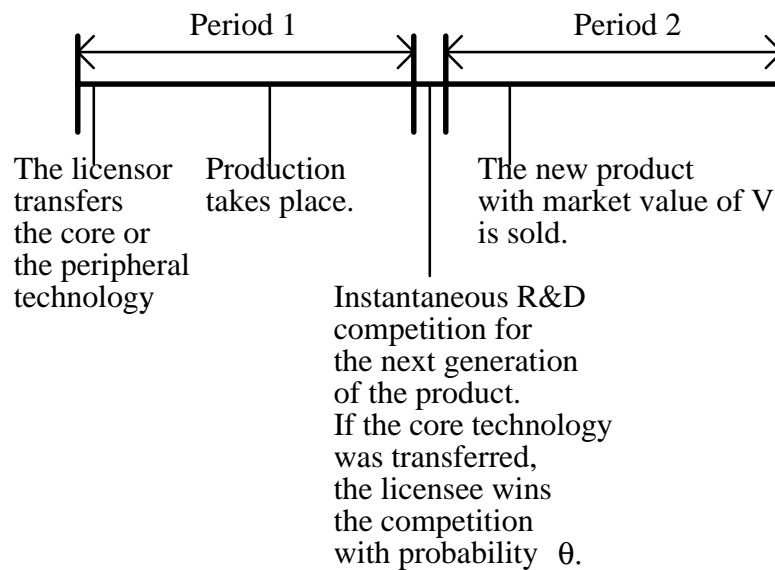 Period 1
Period 2
The licensor
transfers
the core or
the peripheral
technology
Production
takes place.
Instantaneous R&D
competition for
the next generation
of the product.
If the core technology
was transferred,
the licensee wins
the competition
with probability θ.
The new product
with market value of V
is sold.